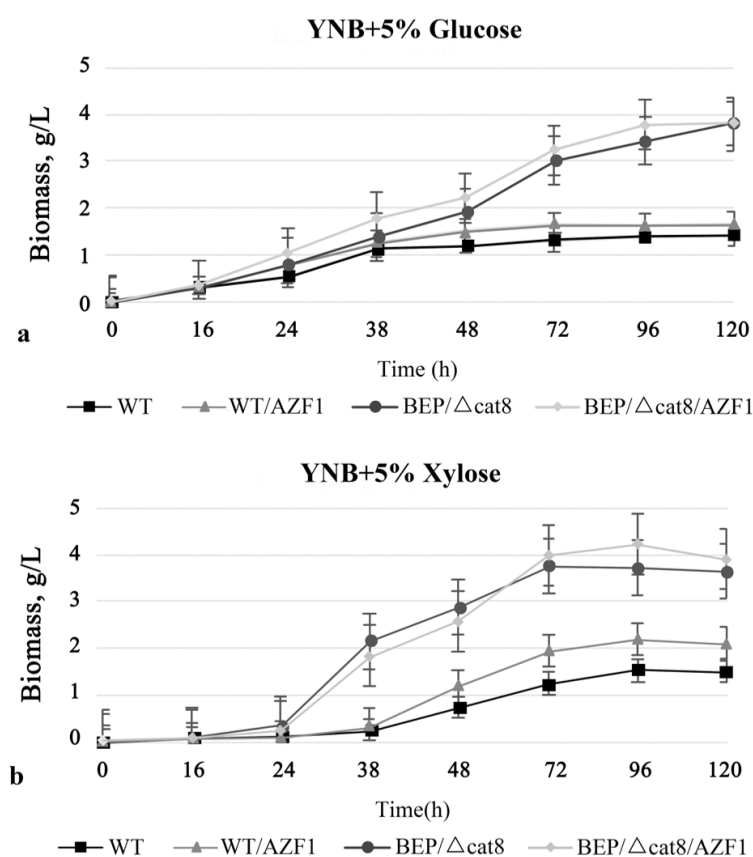 YNB+5% Glucose
5
4
3
2
1
0
Biomass, g/L
0 16 24 38 48 72 96 120
a
Time (h)
WT WT/AZF1 BEP/△cat8 BEP/△cat8/AZF1
YNB+5% Xylose
5
4
3
2
1
0
Biomass, g/L
0 16 24 38 48 72 96 120
b
Time(h)
WT WT/AZF1 BEP/△cat8 BEP/△cat8/AZF1